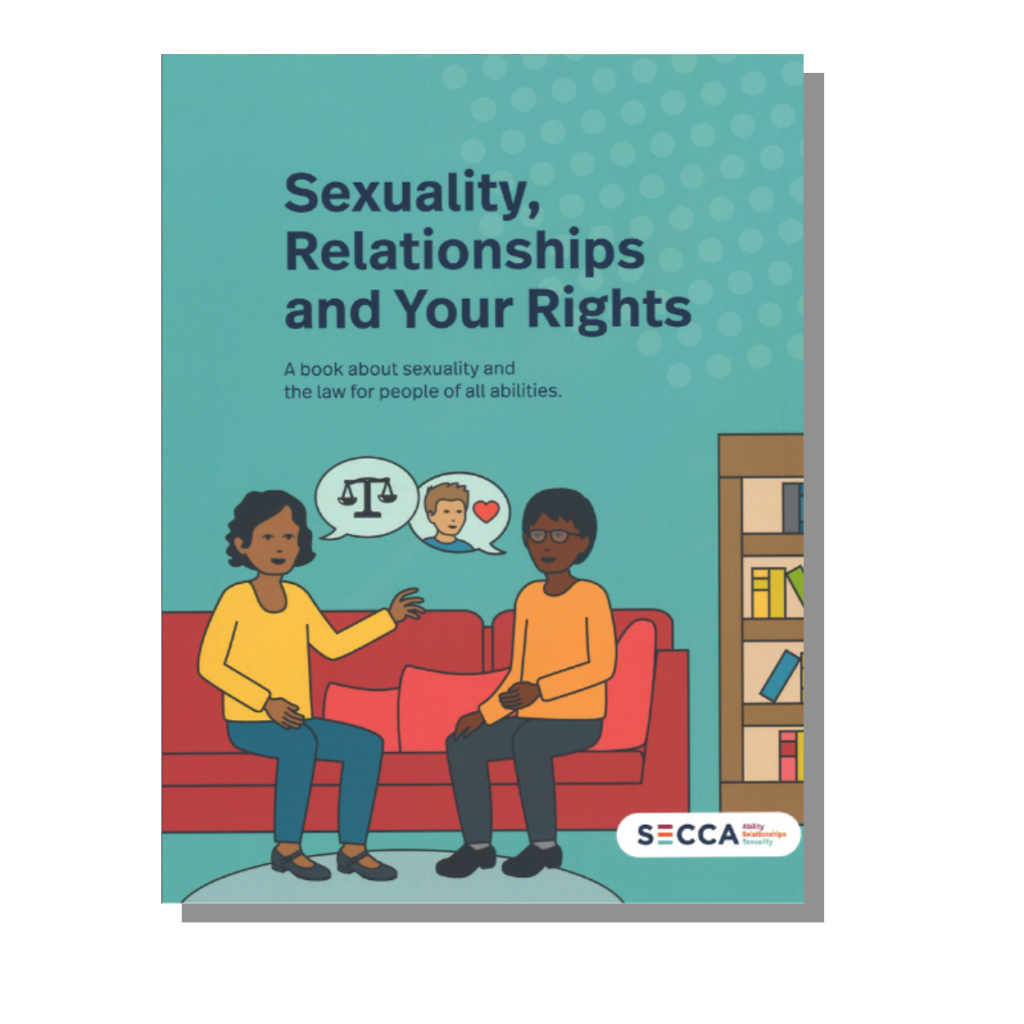 Sexuality,
Relationships
and Your Rights
A book about sexuality and
the law for people of all abilities.
SECCA
Ability
Relationships
Sexuality